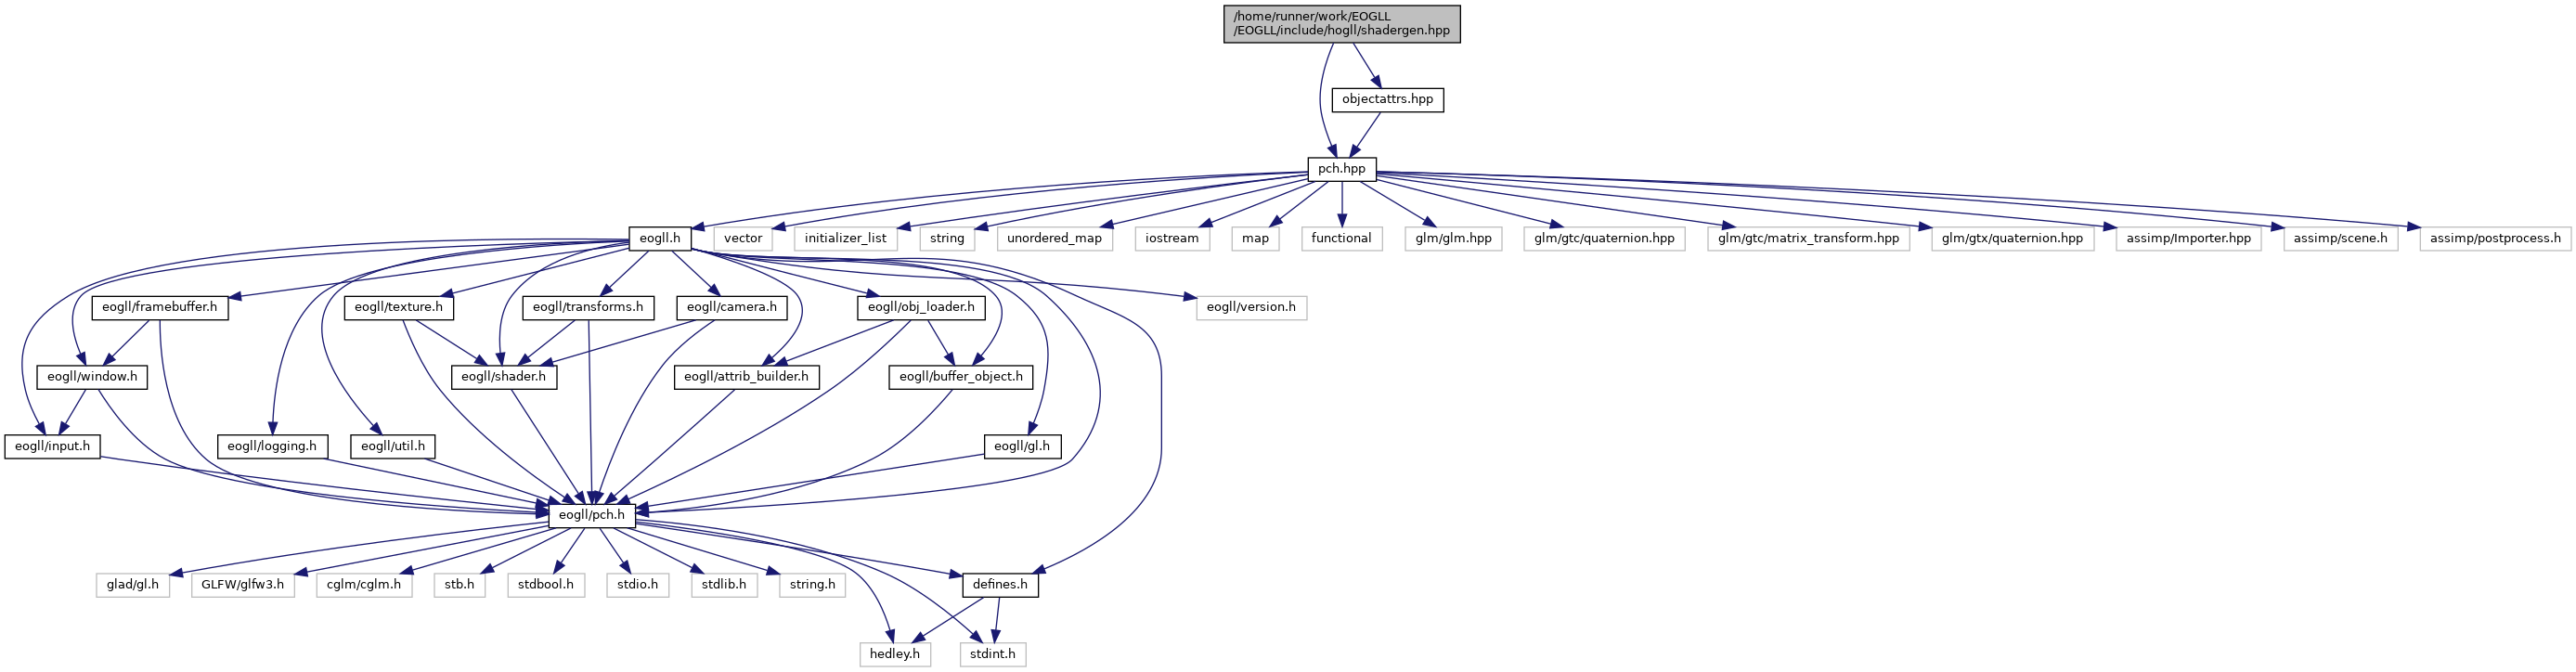 /home/runner/work/EOGLL
/EOGLL/include/hogll/shadergen.hpp
objectattrs.hpp
pch.hpp
eogll.h
vector
initializer_list
string
unordered_map
iostream
map
functional
glm/glm.hpp
glm/gtc/quaternion.hpp
glm/gtc/matrix_transform.hpp
glm/gtx/quaternion.hpp
assimp/Importer.hpp
assimp/scene.h
assimp/postprocess.h
eogll/framebuffer.h
eogll/texture.h
eogll/transforms.h
eogll/camera.h
eogll/obj_loader.h
eogll/version.h
eogll/window.h
eogll/shader.h
eogll/attrib_builder.h
eogll/buffer_object.h
eogll/input.h
eogll/logging.h
eogll/util.h
eogll/gl.h
eogll/pch.h
glad/gl.h
GLFW/glfw3.h
cglm/cglm.h
stb.h
stdbool.h
stdio.h
stdlib.h
string.h
defines.h
hedley.h
stdint.h